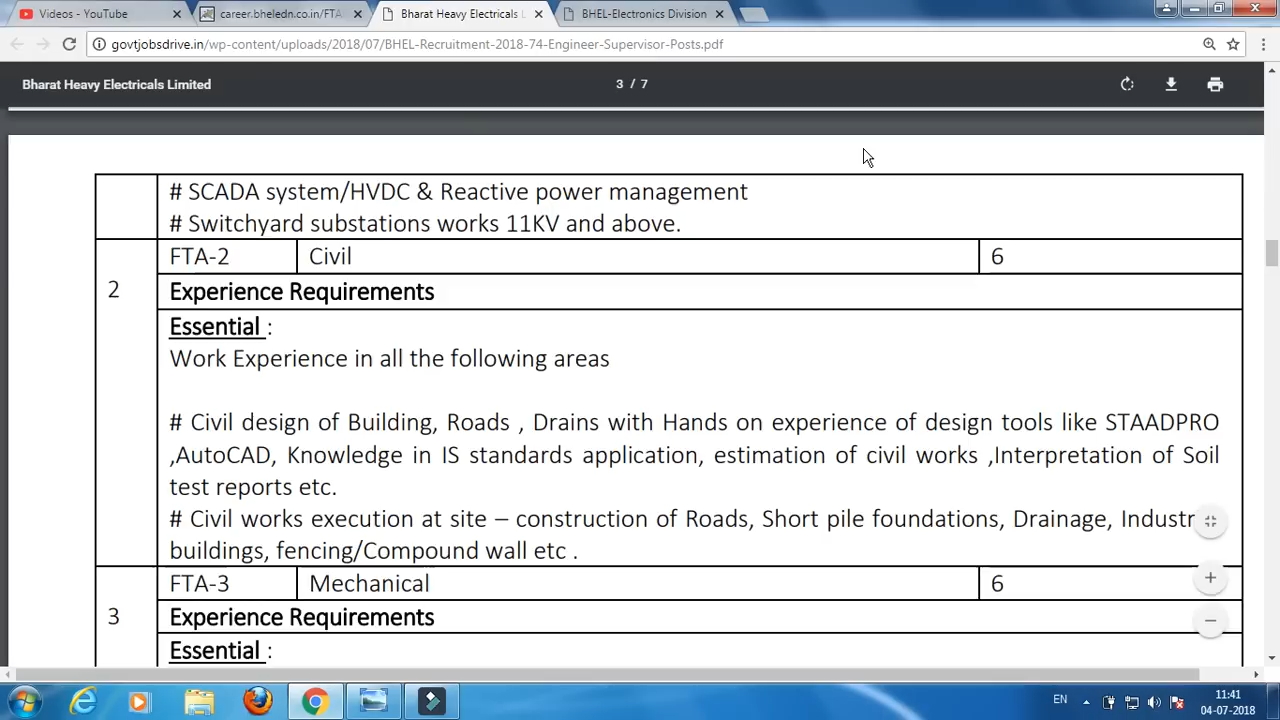 Videos - YouTube
career.bheledn.co.in/FTA
Bharat Heavy Electricals L
BHEL-Electronics Division
govtjobsdrive.in/wp-content/uploads/2018/07/BHEL-Recruitment-2018-74-Engineer-Supervisor-Posts.pdf
Bharat Heavy Electricals Limited
3 / 7
# SCADA system/HVDC & Reactive power management
# Switchyard substations works 11KV and above.
2
FTA-2
Civil
6
Experience Requirements
Essential :
Work Experience in all the following areas
# Civil design of Building, Roads , Drains with Hands on experience of design tools like STAADPRO
,AutoCAD, Knowledge in IS standards application, estimation of civil works ,Interpretation of Soil
test reports etc.
# Civil works execution at site – construction of Roads, Short pile foundations, Drainage, Industr
buildings, fencing/Compound wall etc .
3
FTA-3
Mechanical
6
Experience Requirements
Essential :
EN
11:41
04-07-2018